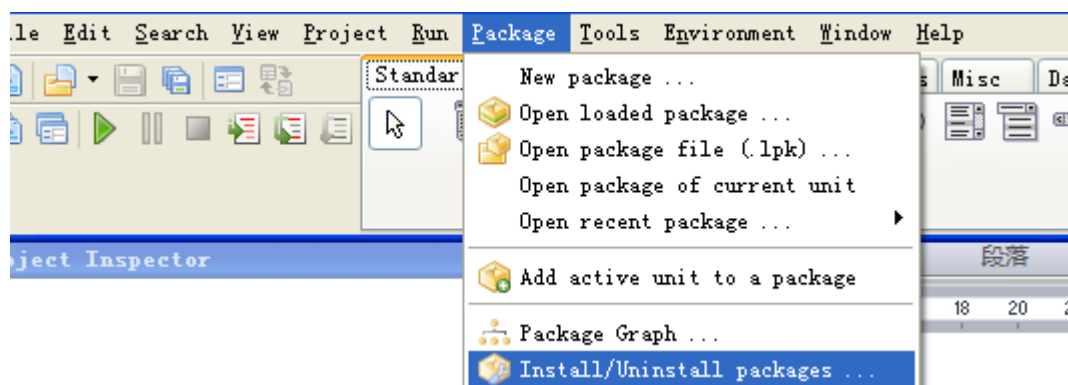 Edit Search View Project Run Package Tools Environment Window Help
Standar
Misc
New package ...
Open loaded package ...
Open package file (.lpk) ...
Open package of current unit
Open recent package ...
Inspector
段落
Add active unit to a package
18 20
Package Graph ...
Install/Uninstall packages ...